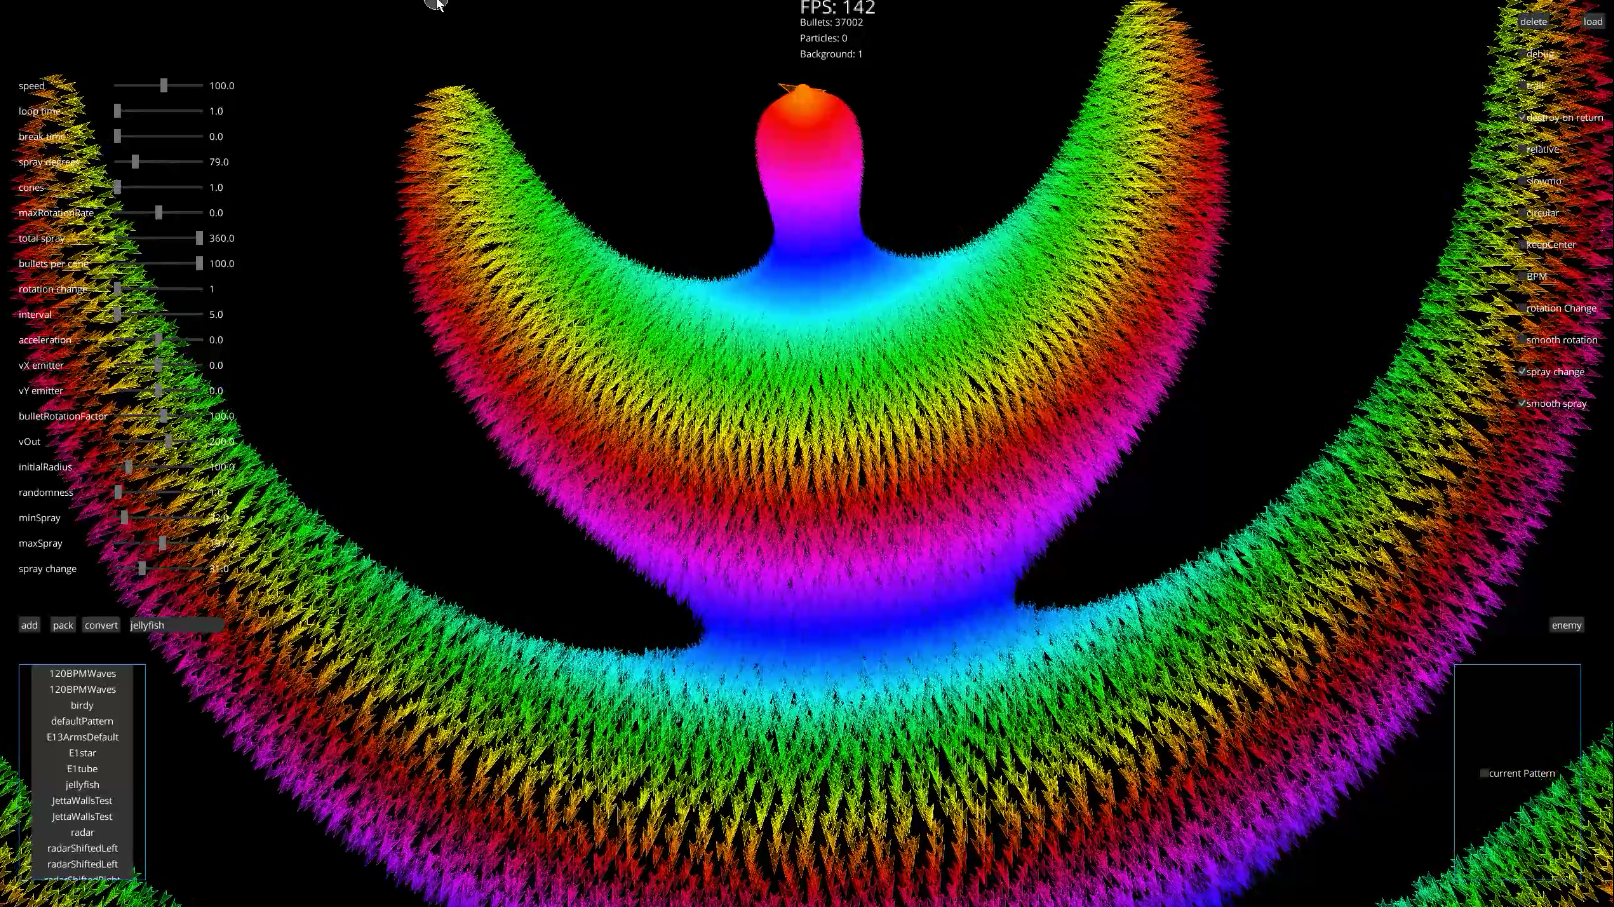 FPS: 142
Bullets: 37002
Particles: 0
Background: 1
delete load
debug
trail
destroy on return
relative
slowmo
circular
keepCenter
BPM
rotation Change
smooth rotation
spray change
smooth spray
speed 100.0
loop time 1.0
break time 0.0
spray degrees 79.0
cones 1.0
maxRotationRate 0.0
total spray 360.0
bullets per cone 100.0
rotation change 1
interval 5.0
acceleration 0.0
vX emitter 0.0
vY emitter 0.0
bulletRotationFactor 100.0
vOut 200.0
initialRadius 100.0
randomness 1.0
minSpray
maxSpray
spray change 31.0
add pack convert jellyfish
enemy
120BPMWaves
120BPMWaves
birdy
defaultPattern
E13ArmsDefault
E1star
E1tube
jellyfish
JettaWallsTest
JettaWallsTest
radar
radarShiftedLeft
radarShiftedLeft
radarShiftedRight
current Pattern